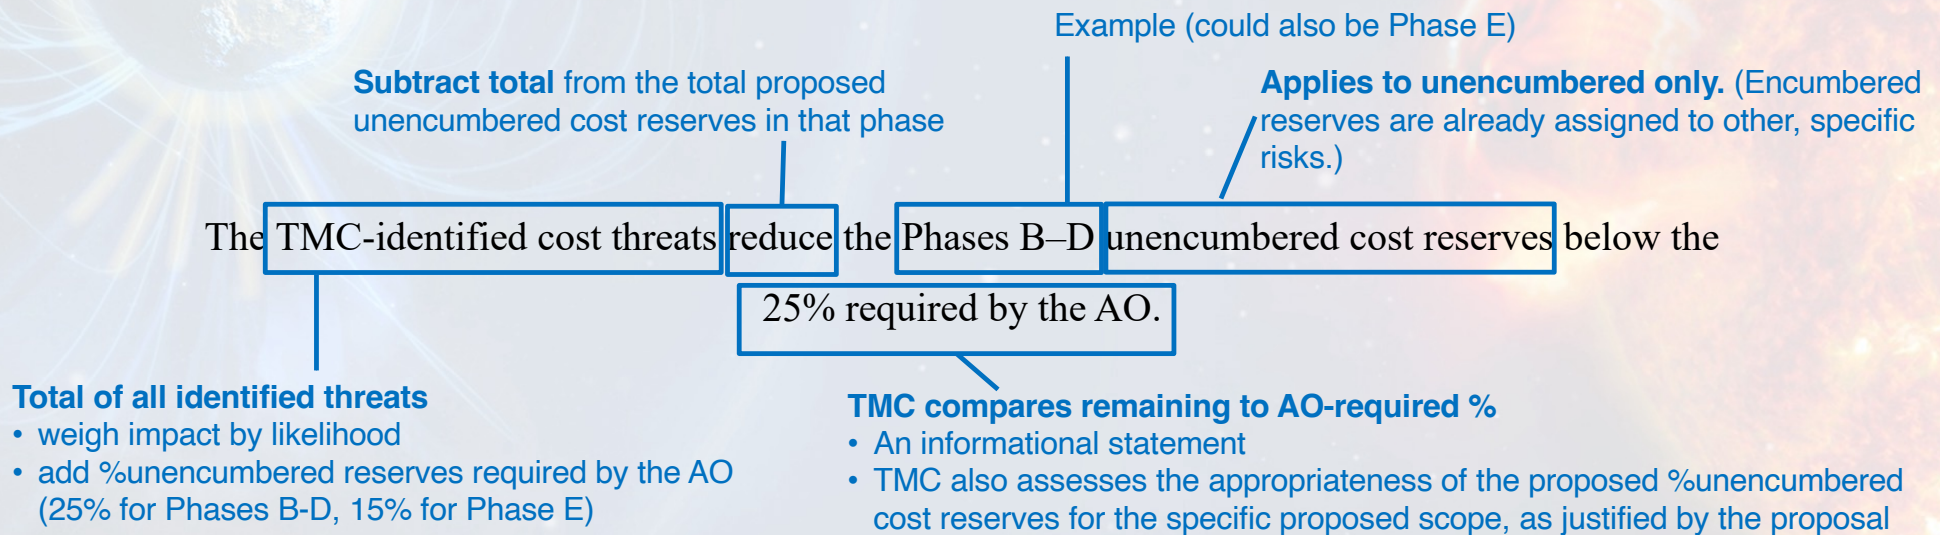 Example (could also be Phase E)
Subtract total from the total proposed
unencumbered cost reserves in that phase
Applies to unencumbered only. (Encumbered
reserves are already assigned to other, specific
risks.)
The TMC-identified cost threats reduce the Phases B–D unencumbered cost reserves below the
25% required by the AO.
Total of all identified threats
• weigh impact by likelihood
• add %unencumbered reserves required by the AO
(25% for Phases B-D, 15% for Phase E)
TMC compares remaining to AO-required %
• An informational statement
• TMC also assesses the appropriateness of the proposed %unencumbered
cost reserves for the specific proposed scope, as justified by the proposal